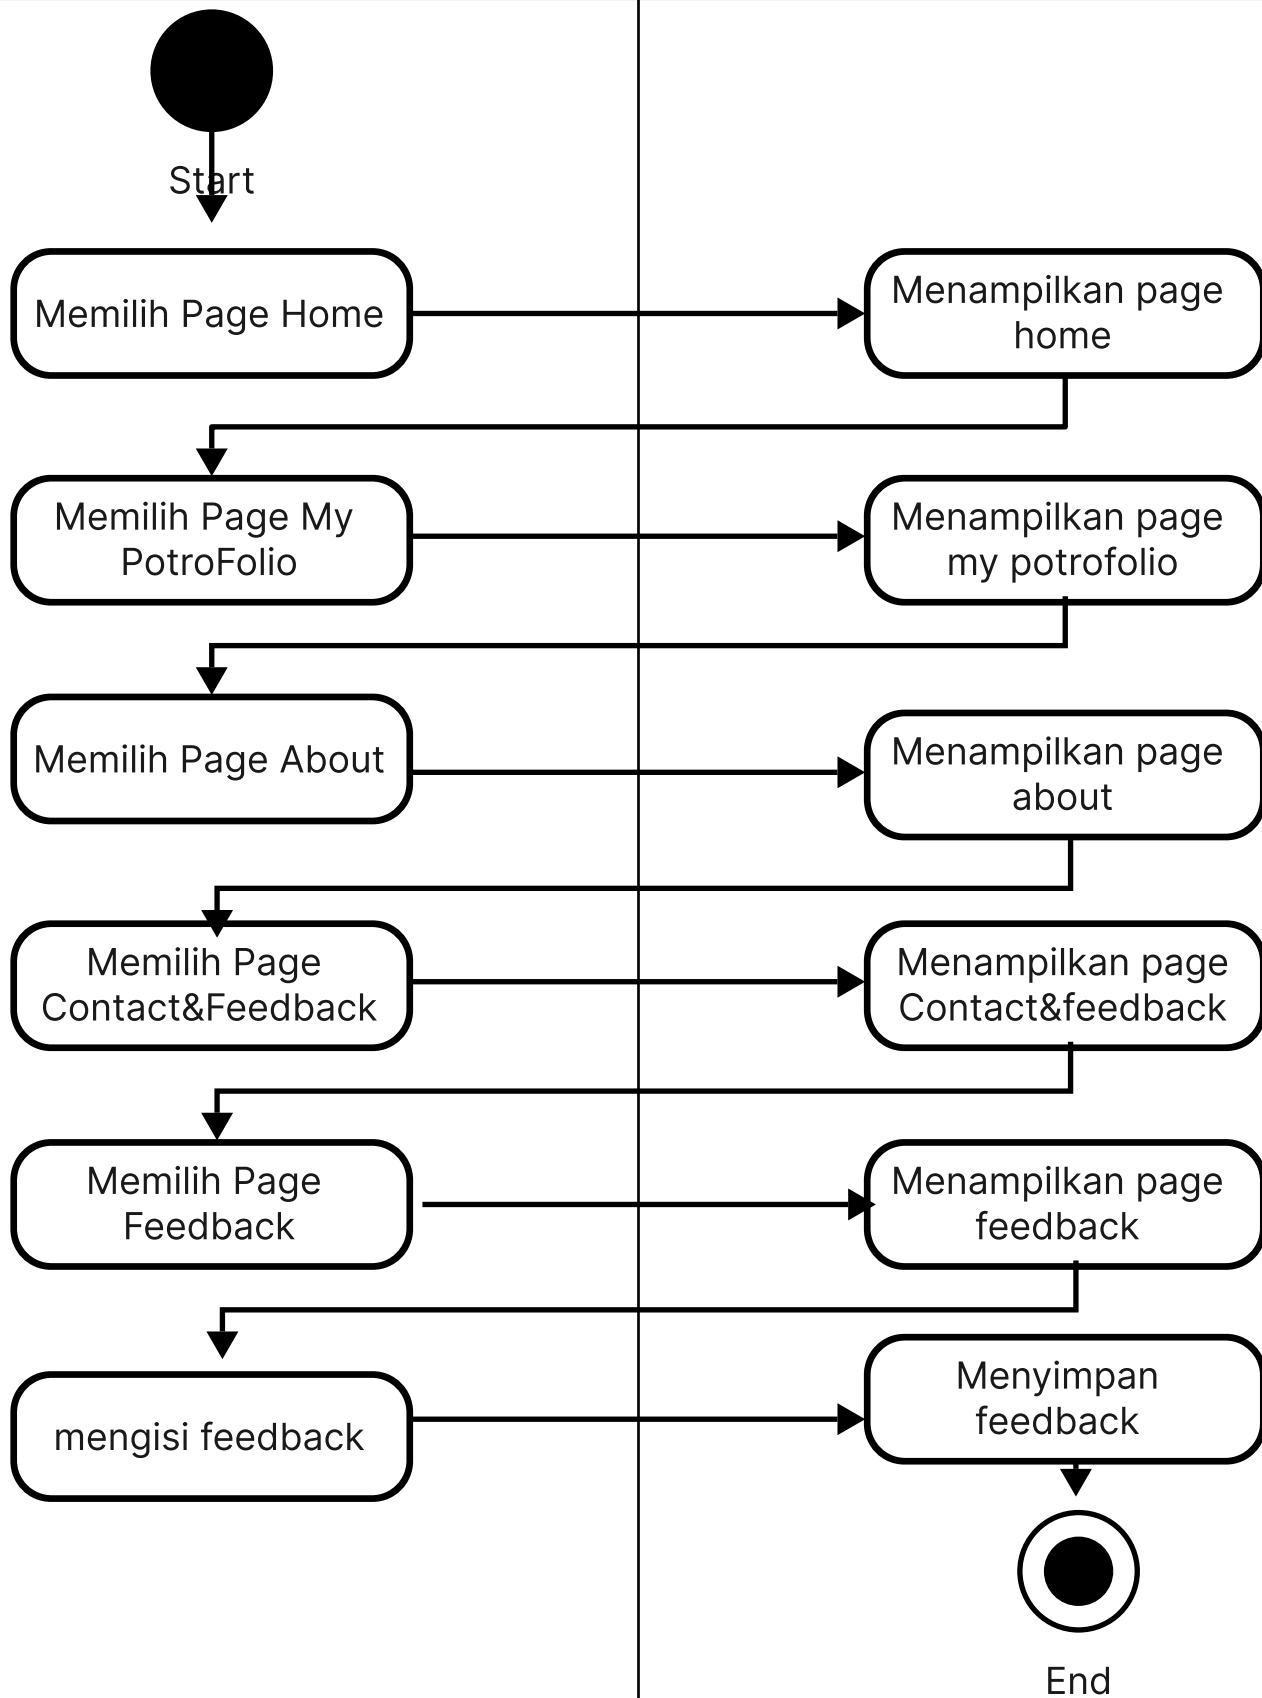 Start
Memilih Page Home
Menampilkan page
home
Memilih Page My
PotroFolio
Menampilkan page
my potrofolio
Memilih Page About
Menampilkan page
about
Memilih Page
Contact&Feedback
Menampilkan page
Contact&feedback
Memilih Page
Feedback
Menampilkan page
feedback
mengisi feedback
Menyimpan
feedback
End